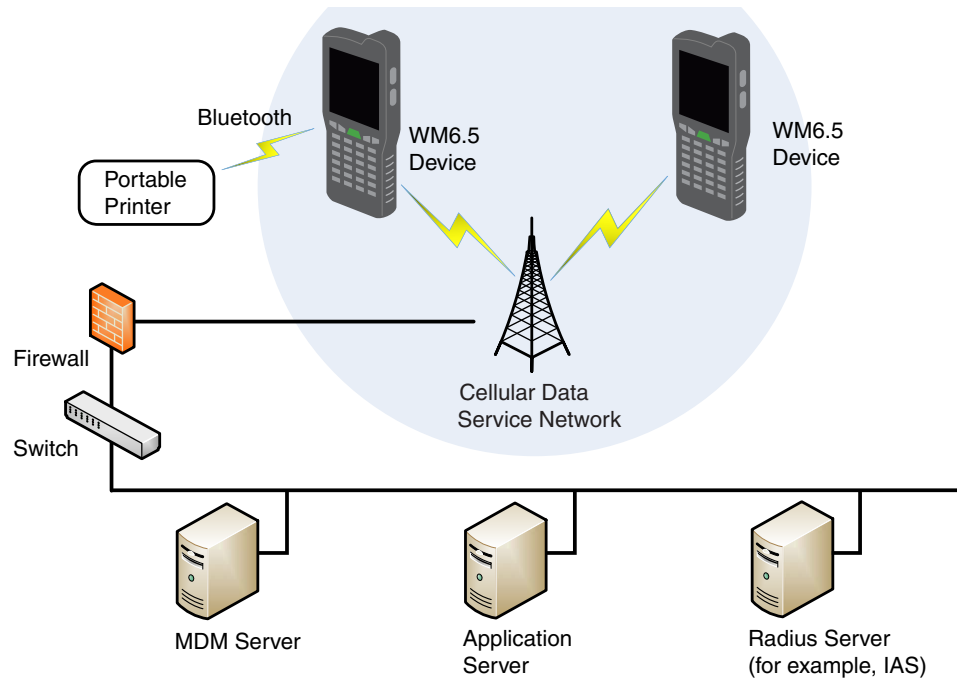 Bluetooth
WM6.5
Device
WM6.5
Device
Portable
Printer
Firewall
Cellular Data
Service Network
Switch
MDM Server
Application
Server
Radius Server
(for example, IAS)